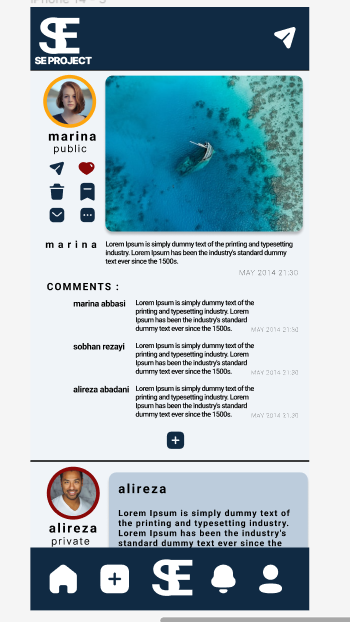 SE
SE PROJECT
marina
public
marina
Lorem Ipsum is simply dummy text of the printing and typesetting
industry. Lorem Ipsum has been the industry's standard dummy
text ever since the 1500s.
MAY 2014 21:30
COMMENTS :
marina abbasi
Lorem Ipsum is simply dummy text of the
printing and typesetting industry. Lorem
Ipsum has been the industry's standard
dummy text ever since the 1500s.
MAY 2014 21:30
sobhan rezayi
Lorem Ipsum is simply dummy text of the
printing and typesetting industry. Lorem
Ipsum has been the industry's standard
dummy text ever since the 1500s.
MAY 2014 21:30
alireza abadani
Lorem Ipsum is simply dummy text of the
printing and typesetting industry. Lorem
Ipsum has been the industry's standard
dummy text ever since the 1500s.
MAY 2014 21:30
alireza
private
alireza
Lorem Ipsum is simply dummy text of
the printing and typesetting industry.
Lorem Ipsum has been the industry's
standard dummy text ever since the
SE